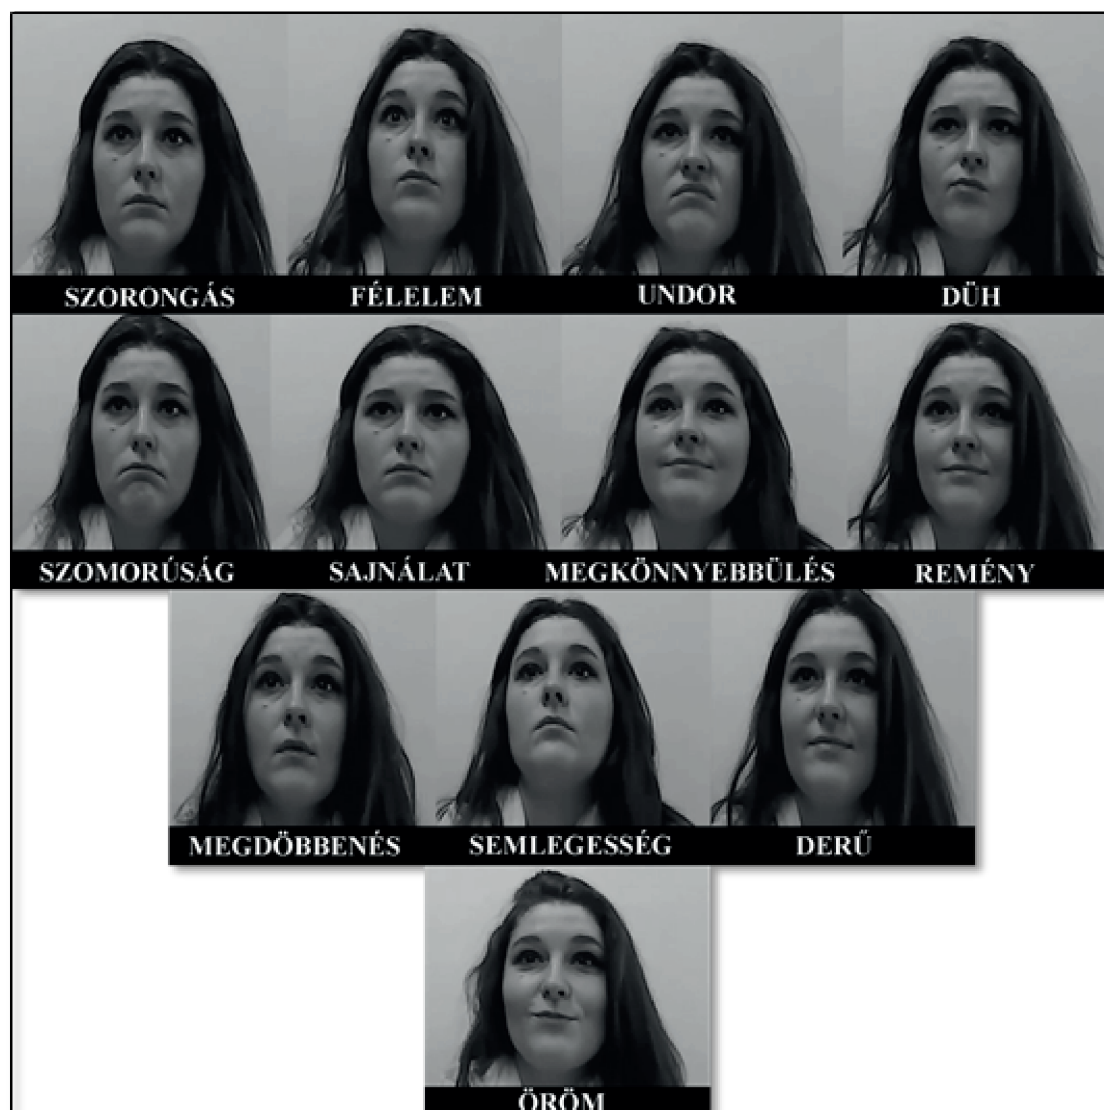 SZORONGÁS FÉLELEM UNDOR DÜH
SZOMORÚSÁG SAJNÁLAT MEGKÖNNYEBBÜLÉS REMÉNY
MEGDÖBBENÉS SEMLEGESSÉG DERŰ
ÖRÖM